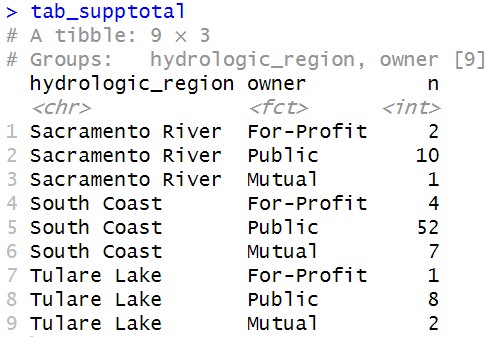 > tab_supptotal
# A tibble: 9 × 3
# Groups:   hydrologic_region, owner [9]
  hydrologic_region owner          n
  <chr>             <fct>      <int>
1 Sacramento River  For-Profit     2
2 Sacramento River  Public        10
3 Sacramento River  Mutual         1
4 South Coast       For-Profit     4
5 South Coast       Public        52
6 South Coast       Mutual         7
7 Tulare Lake       For-Profit     1
8 Tulare Lake       Public         8
9 Tulare Lake       Mutual         2